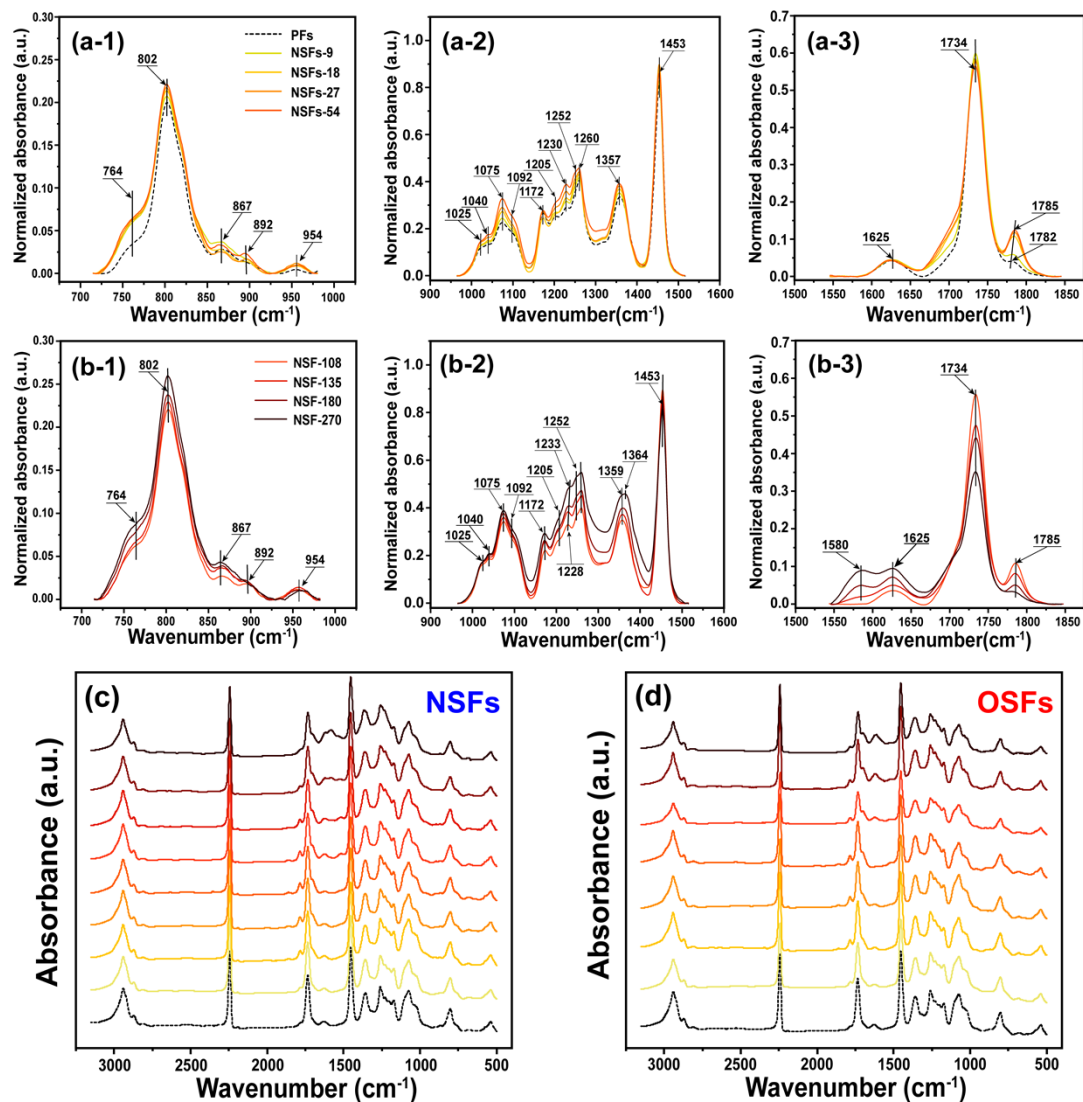 (a-1)
802
764
867
892
954
PFs
NSFs-9
NSFs-18
NSFs-27
NSFs-54
0.30
0.25
0.20
0.15
0.10
0.05
0.00
700 750 800 850 900 950 1000
Normalized absorbance (a.u.)
Wavenumber (cm-1)
(a-2)
1453
1252
1230
1260
1205
1357
1075
1092
1172
1040
1025
1.0
0.8
0.6
0.4
0.2
0.0
900 1000 1100 1200 1300 1400 1500 1600
Normalized absorbance (a.u.)
Wavenumber(cm-1)
(a-3)
1734
1785
1782
1625
0.7
0.6
0.5
0.4
0.3
0.2
0.1
0.0
1500 1550 1600 1650 1700 1750 1800 1850
Normalized absorbance (a.u.)
Wavenumber(cm-1)
(b-1)
802
764
867
892
954
NSF-108
NSF-135
NSF-180
NSF-270
0.30
0.25
0.20
0.15
0.10
0.05
0.00
700 750 800 850 900 950 1000
Normalized absorbance (a.u.)
Wavenumber (cm-1)
(b-2)
1453
1252
1233
1205
1359
1364
1075
1092
1172
1040
1025
1228
1.0
0.8
0.6
0.4
0.2
0.0
900 1000 1100 1200 1300 1400 1500 1600
Normalized absorbance (a.u.)
Wavenumber (cm-1)
(b-3)
1734
1580
1625
1785
0.7
0.6
0.5
0.4
0.3
0.2
0.1
0.0
1500 1550 1600 1650 1700 1750 1800 1850
Normalized absorbance (a.u.)
Wavenumber (cm-1)
(c)
NSFs
Absorbance (a.u.)
3000 2500 2000 1500 1000 500
Wavenumber (cm-1)
(d)
OSFs
Absorbance (a.u.)
3000 2500 2000 1500 1000 500
Wavenumber (cm-1)